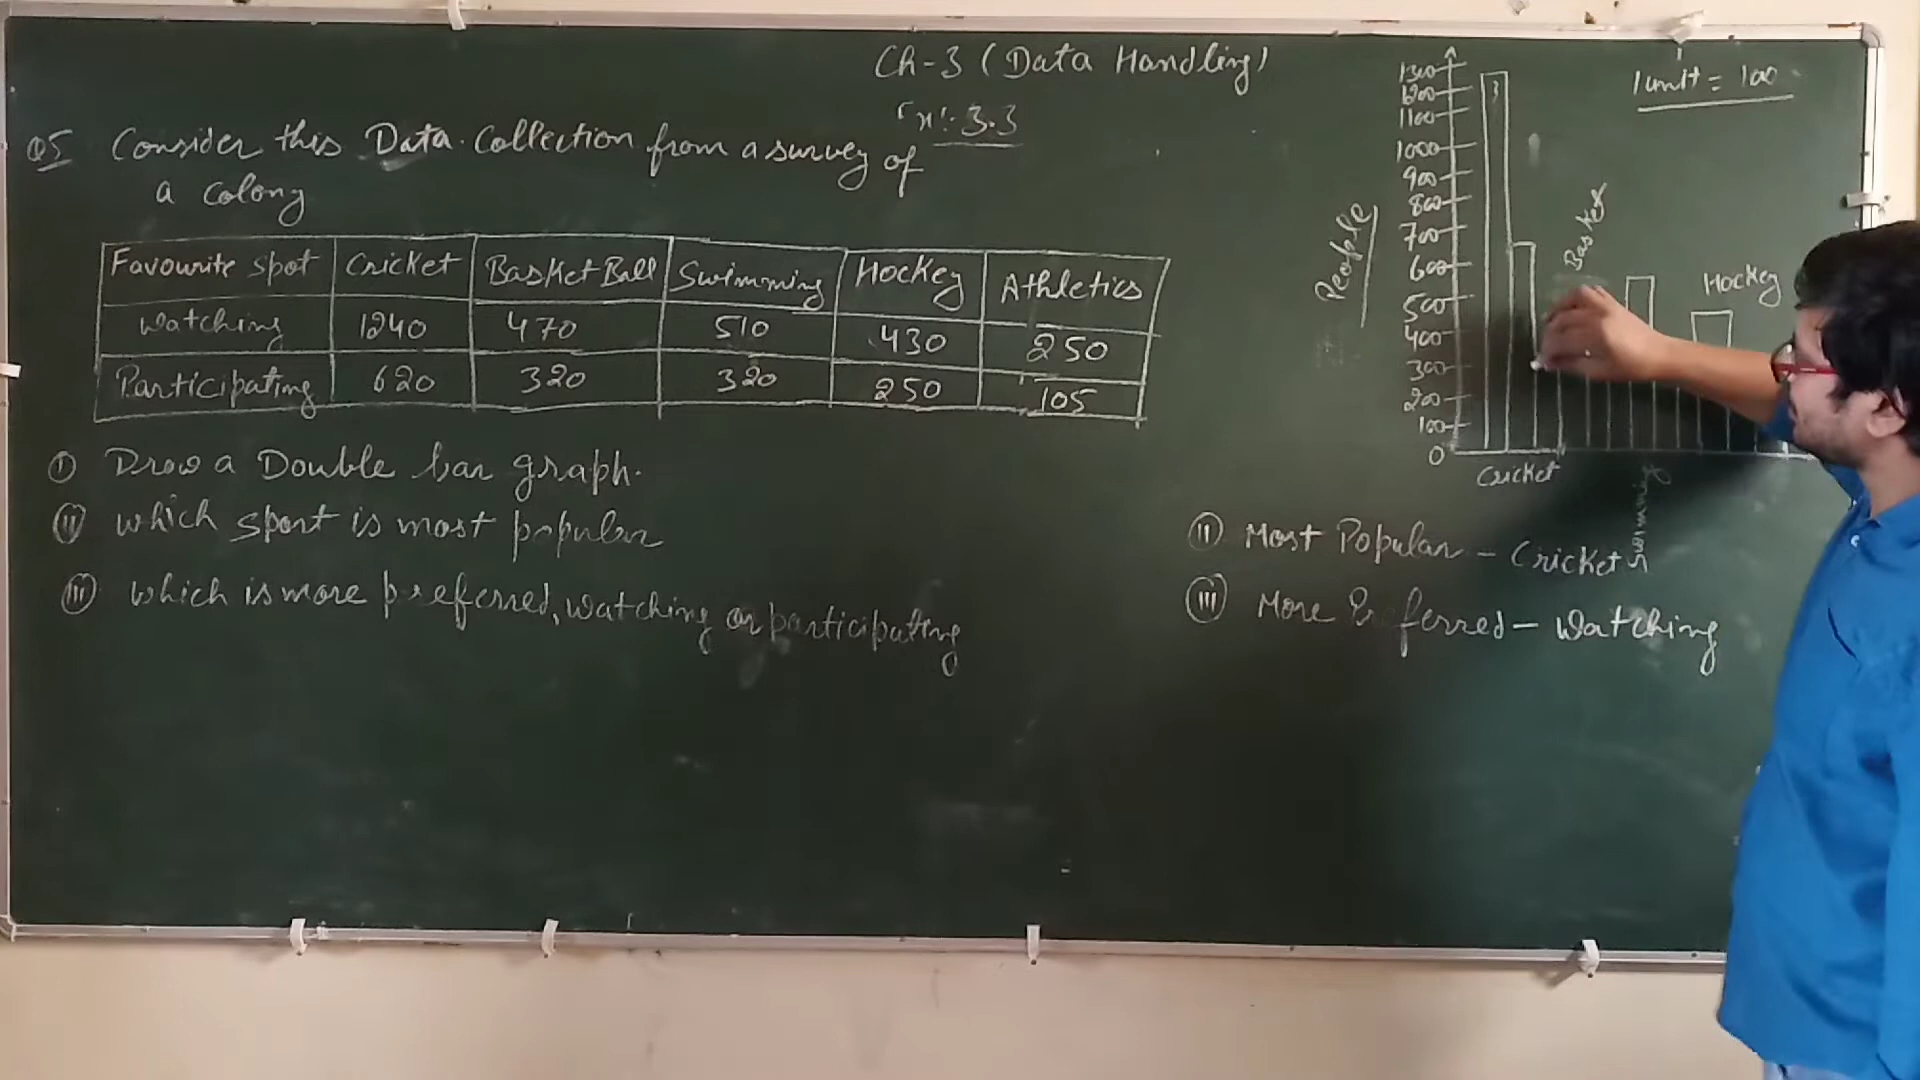 Ch-3 (Data Handling)
3.3
Q5 Consider this Data Collection from a survey of
a colony
Favourite spot Cricket BasketBall Swimming Hockey Athletics
Watching 1240 470 510 430 250
Participating 620 320 320 250 105
(i) Draw a Double bar graph.
(ii) which sport is most popular
(iii) which is more preferred, watching or participating
1 unit = 100
1300
1200
1100
1000
900
800
700
600
500
400
300
200
100
0
People
Cricket
Basket
Hockey
(ii) Most Popular - Cricket
(iii) More Preferred - Watching